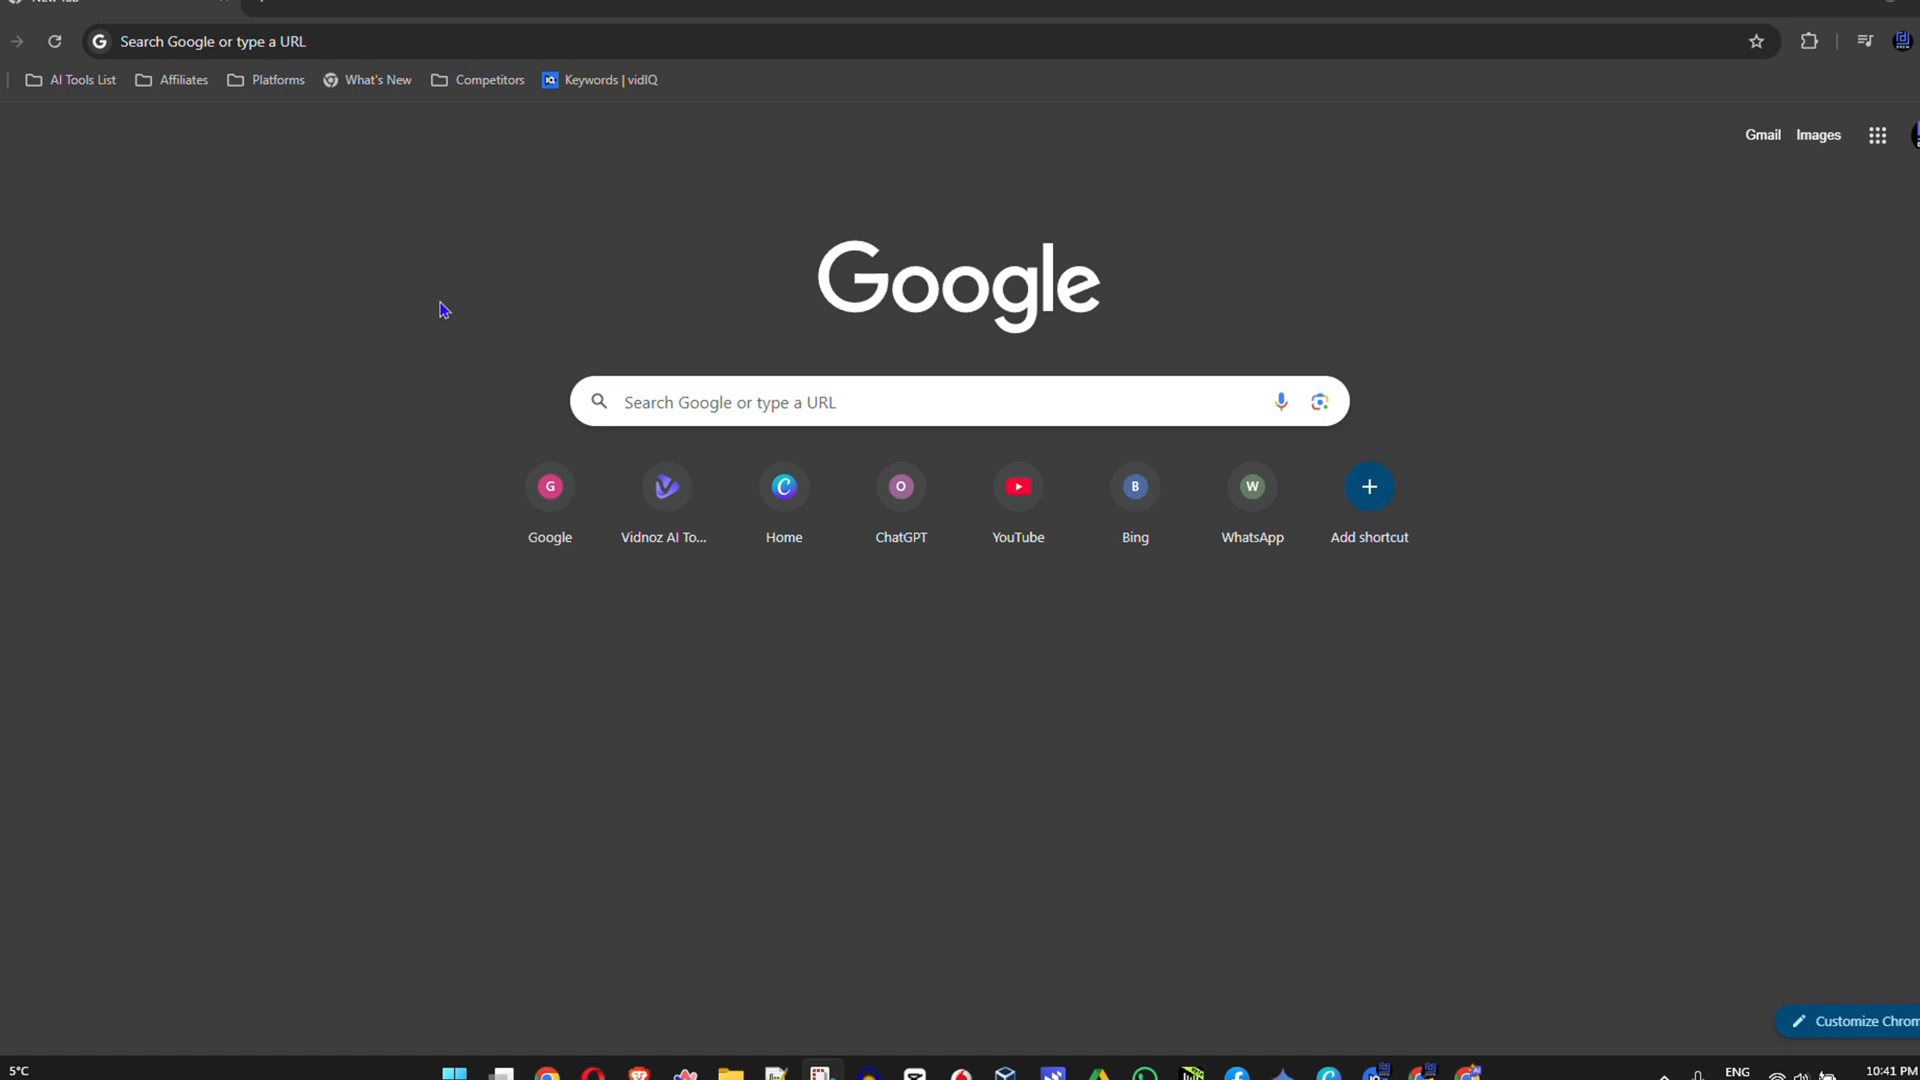 New Tab
Search Google or type a URL
AI Tools List
Affiliates
Platforms
What's New
Competitors
Keywords | vidIQ
Gmail
Images
Google
Search Google or type a URL
G
Google
Vidnoz AI To...
Home
O
ChatGPT
YouTube
B
Bing
W
WhatsApp
Add shortcut
Customize Chrom
5°C
ENG
10:41 PM